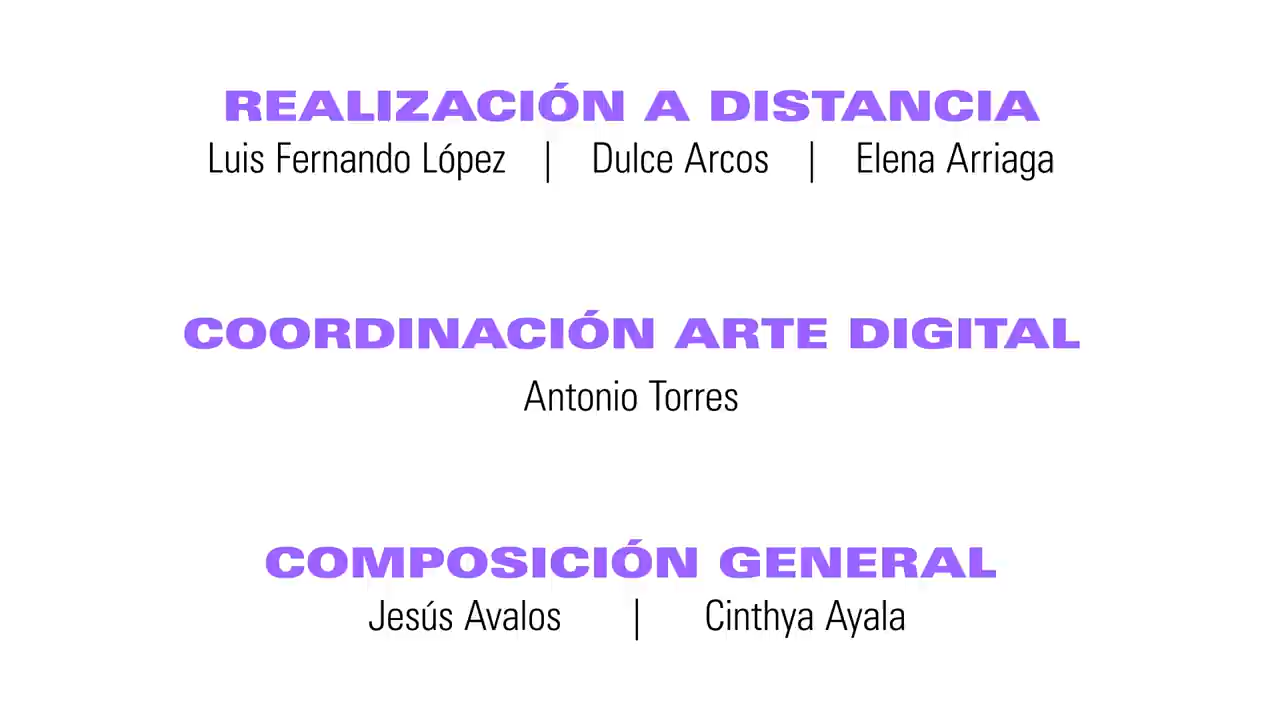 REALIZACIÓN A DISTANCIA
Luis Fernando López | Dulce Arcos | Elena Arriaga
COORDINACIÓN ARTE DIGITAL
Antonio Torres
COMPOSICIÓN GENERAL
Jesús Avalos | Cinthya Ayala